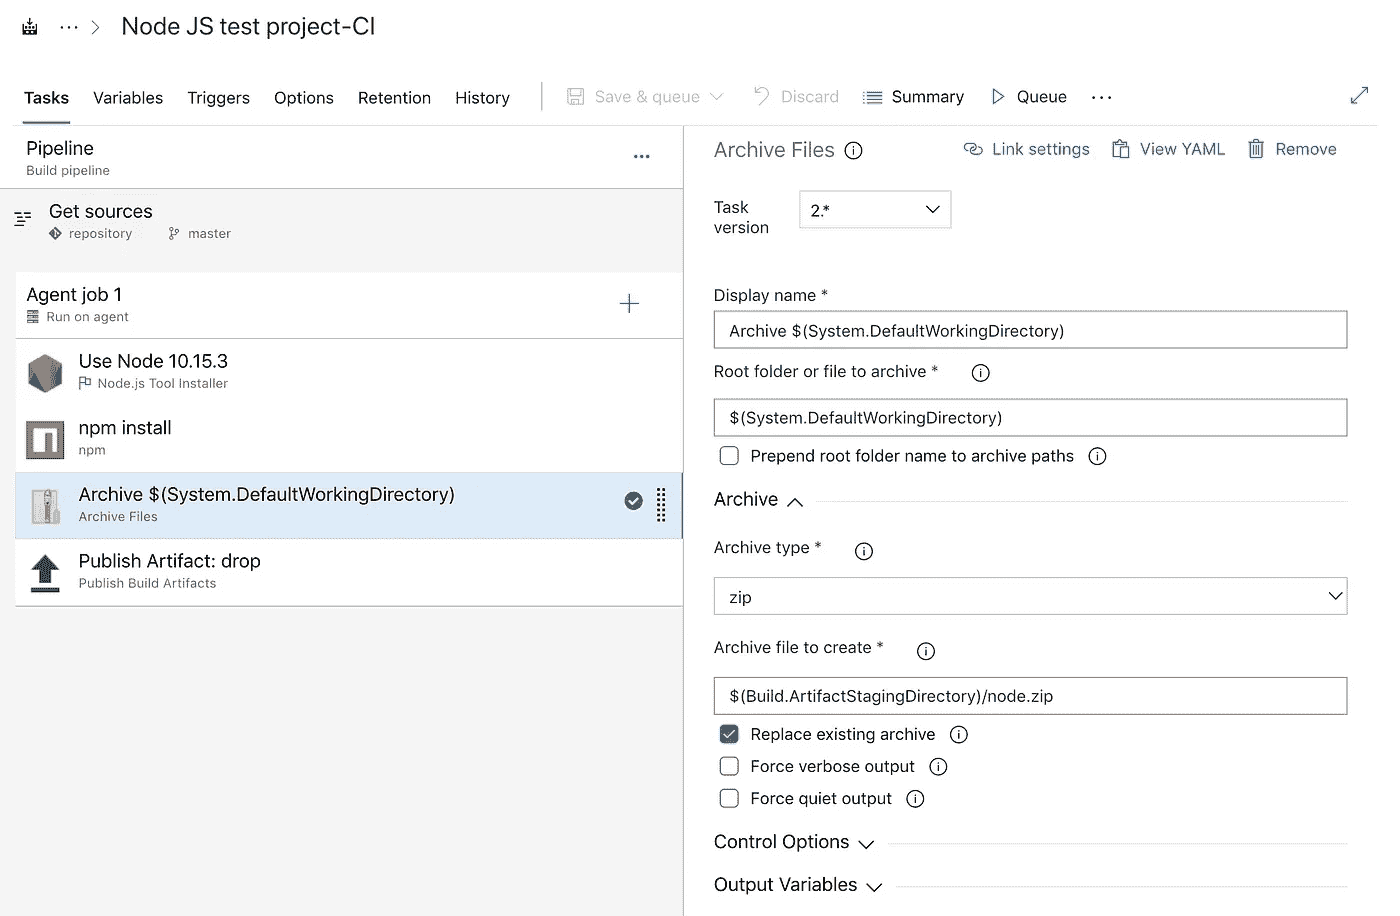 ··· > Node JS test project-CI
Tasks Variables Triggers Options Retention History Save & queue Discard Summary Queue ···
Pipeline
Build pipeline
Get sources
repository master
Agent job 1
Run on agent
Use Node 10.15.3
Node.js Tool Installer
npm install
npm
Archive $(System.DefaultWorkingDirectory)
Archive Files
Publish Artifact: drop
Publish Build Artifacts
Archive Files Link settings View YAML Remove
Task
version
2.*
Display name *
Archive $(System.DefaultWorkingDirectory)
Root folder or file to archive *
$(System.DefaultWorkingDirectory)
Prepend root folder name to archive paths
Archive
Archive type *
zip
Archive file to create *
$(Build.ArtifactStagingDirectory)/node.zip
Replace existing archive
Force verbose output
Force quiet output
Control Options
Output Variables